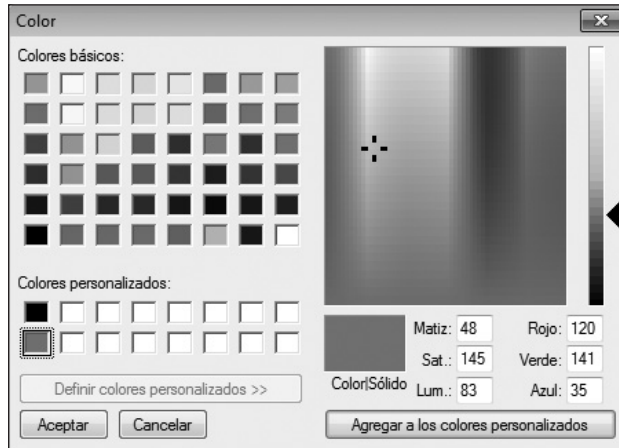 Color
Colores básicos:
Colores personalizados:
Definir colores personalizados >>
Aceptar
Cancelar
Color|Sólido
Matiz: 48
Sat.: 145
Lum.: 83
Rojo: 120
Verde: 141
Azul: 35
Agregar a los colores personalizados